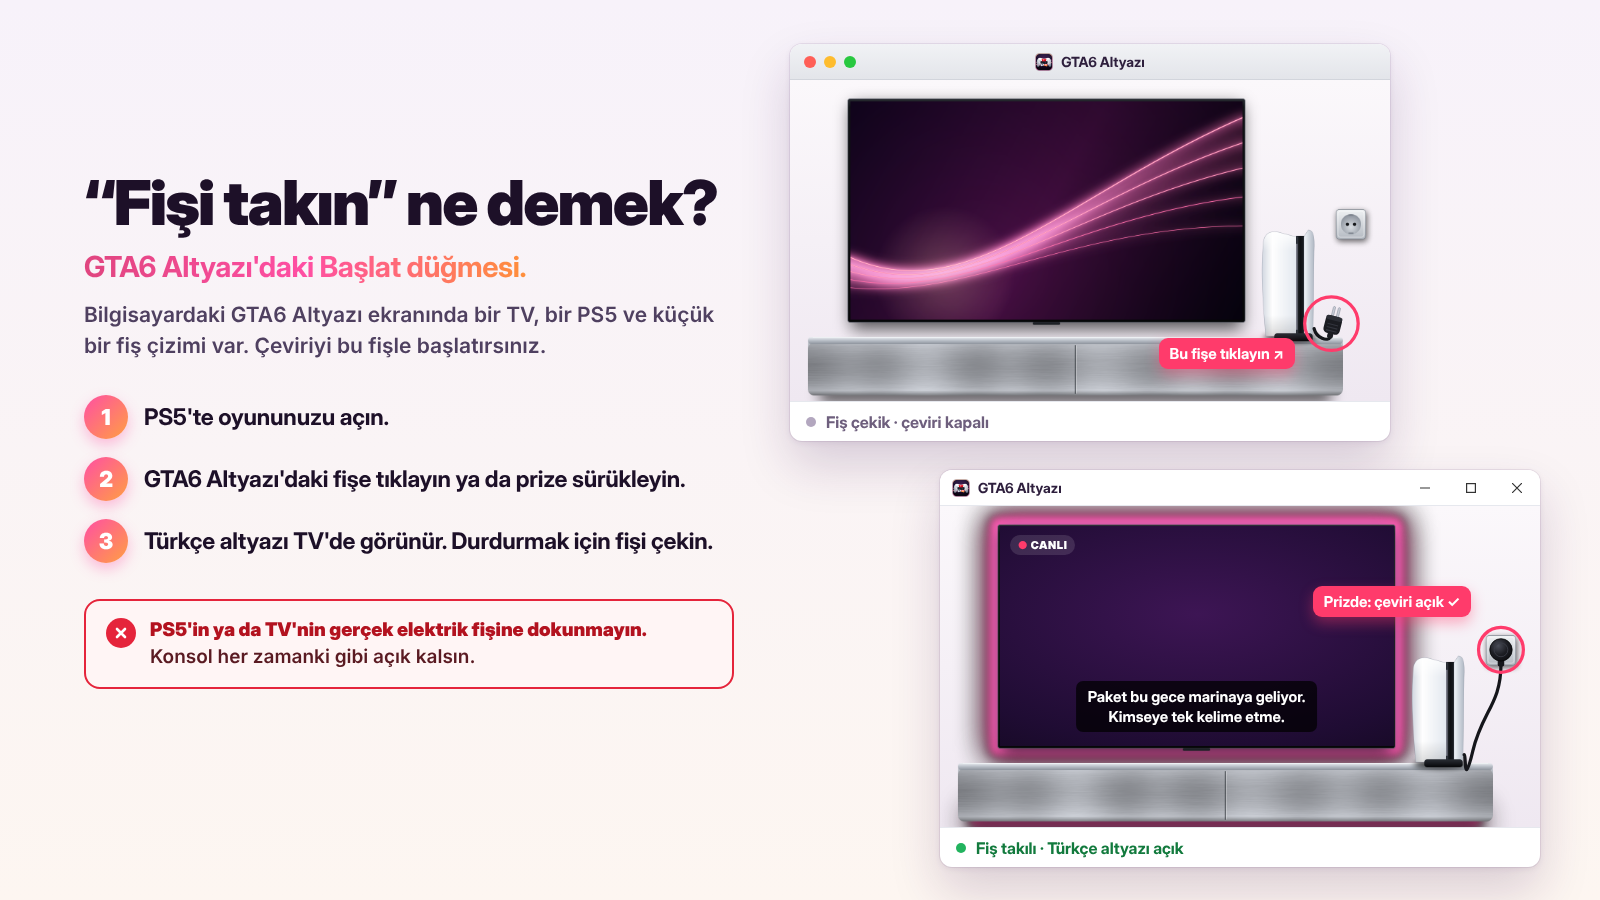 “Fişi takın” ne demek?
GTA6 Altyazı'daki Başlat düğmesi.
Bilgisayardaki GTA6 Altyazı ekranında bir TV, bir PS5 ve küçük
bir fiş çizimi var. Çeviriyi bu fişle başlatırsınız.
1 PS5'te oyununuzu açın.
2 GTA6 Altyazı'daki fişe tıklayın ya da prize sürükleyin.
3 Türkçe altyazı TV'de görünür. Durdurmak için fişi çekin.
PS5'in ya da TV'nin gerçek elektrik fişine dokunmayın.
Konsol her zamanki gibi açık kalsın.
GTA6 Altyazı
Bu fişe tıklayın ↗
Fiş çekik · çeviri kapalı
GTA6 Altyazı
CANLI
Prizde: çeviri açık ✓
Paket bu gece marinaya geliyor.
Kimseye tek kelime etme.
Fiş takılı · Türkçe altyazı açık